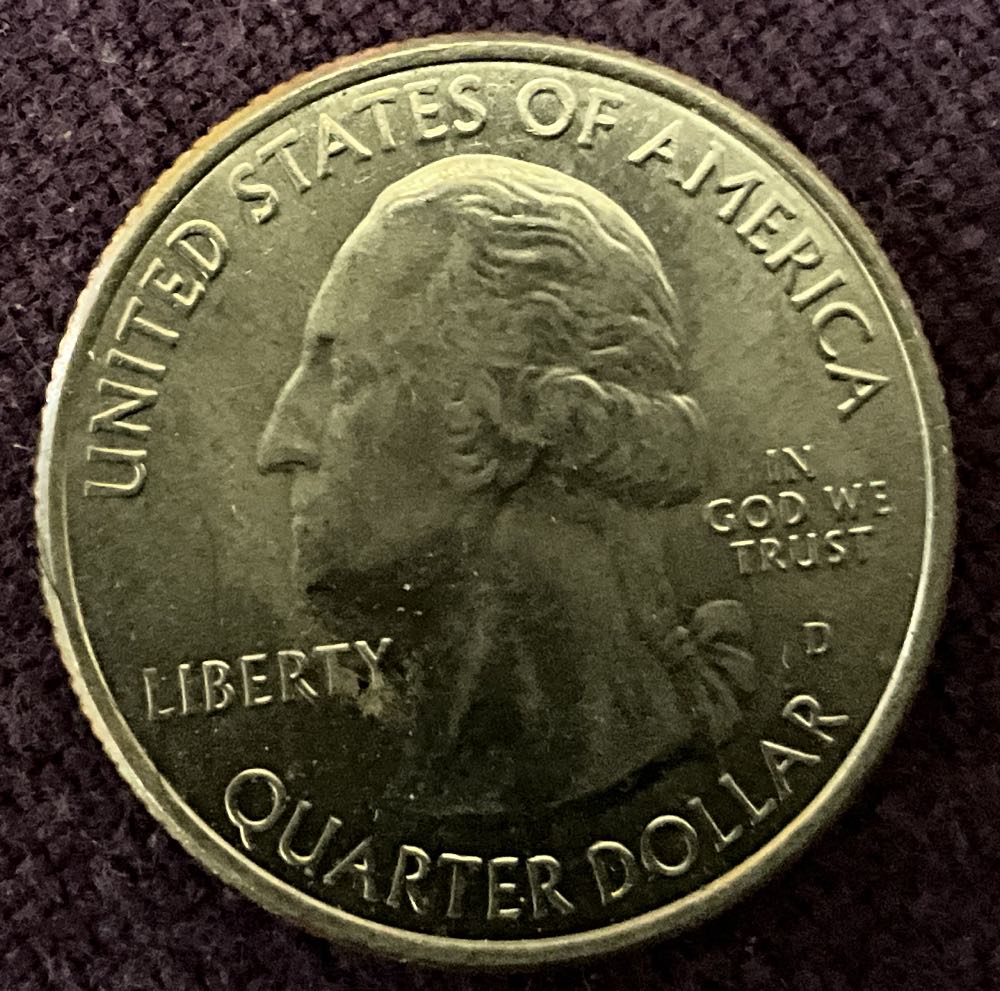 UNITED STATES OF AMERICA
IN
GOD WE
TRUST
D
LIBERTY
QUARTER DOLLAR